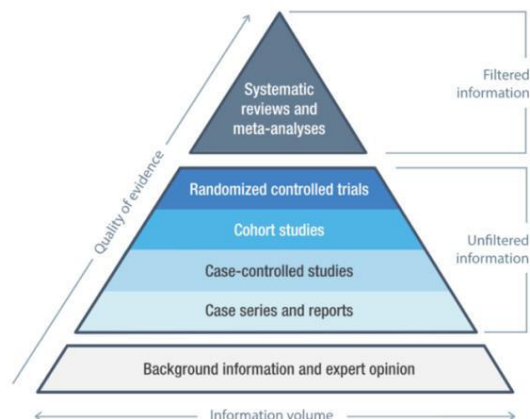 Systematic
reviews and
meta-analyses
Filtered
information
Quality of evidence
Randomized controlled trials
Cohort studies
Unfiltered
information
Case-controlled studies
Case series and reports
Background information and expert opinion
Information volume